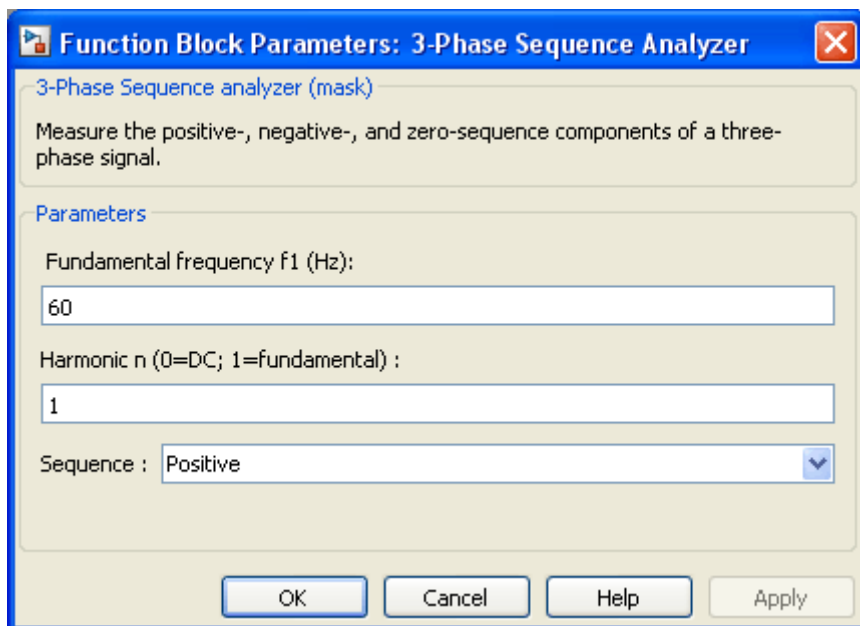 Function Block Parameters: 3-Phase Sequence Analyzer
3-Phase Sequence analyzer (mask)
Measure the positive-, negative-, and zero-sequence components of a three-
phase signal.
Parameters
Fundamental frequency f1 (Hz):
60
Harmonic n (0=DC; 1=fundamental) :
1
Sequence : Positive
OK Cancel Help Apply